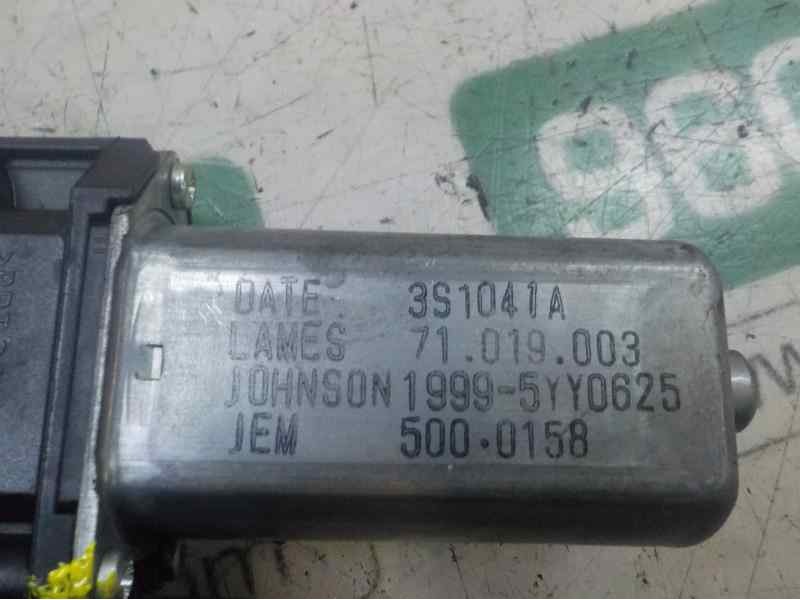 DATE 3S1041A
LAMES 71.019.003
JOHNSON 1999-5YY0625
JEM 500.0158